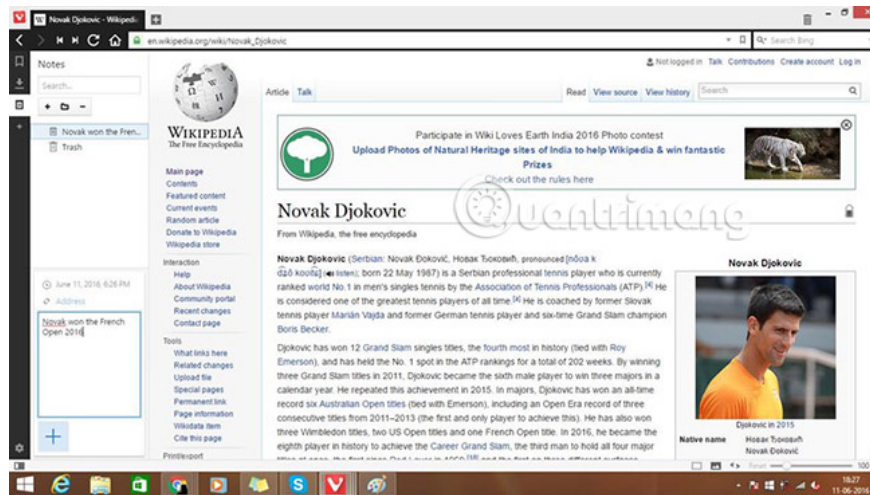 Novak Djokovic - Wikipedi
en.wikipedia.org/wiki/Novak_Djokovic
Search Bing
Notes
Search...
Novak won the Fren...
Trash
June 11, 2016, 6:26 PM
Address
Novak won the French
Open 2016
WIKIPEDIA
The Free Encyclopedia
Main page
Contents
Featured content
Current events
Random article
Donate to Wikipedia
Wikipedia store
Interaction
Help
About Wikipedia
Community portal
Recent changes
Contact page
Tools
What links here
Related changes
Upload file
Special pages
Permanent link
Page information
Wikidata item
Cite this page
Print/export
Not logged in Talk Contributions Create account Log in
Article Talk Read View source View history Search
Participate in Wiki Loves Earth India 2016 Photo contest
Upload Photos of Natural Heritage sites of India to help Wikipedia & win fantastic
Prizes
Check out the rules here
Quantrimang
Novak Djokovic
From Wikipedia, the free encyclopedia
Novak Djokovic (Serbian: Novak Đoković, Новак Ђоковић, pronounced
listen); born 22 May 1987) is a Serbian professional tennis player who is currently
ranked world No.1 in men's singles tennis by the Association of Tennis Professionals (ATP).[4] He
is considered one of the greatest tennis players of all time. He is coached by former Slovak
tennis player Marián Vajda and former German tennis player and six-time Grand Slam champion
Boris Becker.
Djokovic has won 12 Grand Slam singles titles, the fourth most in history (tied with Roy
Emerson), and has held the No. 1 spot in the ATP rankings for a total of 202 weeks. By winning
three Grand Slam titles in 2011, Djokovic became the sixth male player to win three majors in a
calendar year. He repeated this achievement in 2015. In majors, Djokovic has won an all-time
record six Australian Open titles (tied with Emerson), including an Open Era record of three
consecutive titles from 2011–2013 (the first and only player to achieve this). He has also won
three Wimbledon titles, two US Open titles and one French Open title. In 2016, he became the
eighth player in history to achieve the Career Grand Slam, the third man to hold all four major
Novak Djokovic
Djokovic in 2015
Native name Новак Ђоковић
Novak Đoković
Reset 100
18:27
11-06-2016